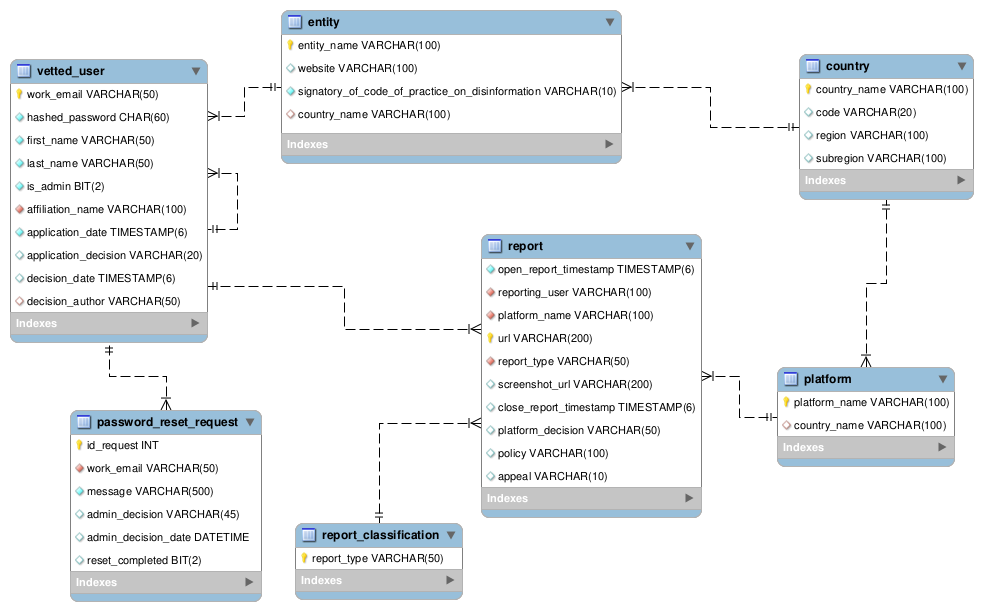 entity
entity_name VARCHAR(100)
website VARCHAR(100)
signatory_of_code_of_practice_on_disinformation VARCHAR(10)
country_name VARCHAR(100)
Indexes
vetted_user
work_email VARCHAR(50)
hashed_password CHAR(60)
first_name VARCHAR(50)
last_name VARCHAR(50)
is_admin BIT(2)
affiliation_name VARCHAR(100)
application_date TIMESTAMP(6)
application_decision VARCHAR(20)
decision_date TIMESTAMP(6)
decision_author VARCHAR(50)
Indexes
country
country_name VARCHAR(100)
code VARCHAR(20)
region VARCHAR(100)
subregion VARCHAR(100)
Indexes
report
open_report_timestamp TIMESTAMP(6)
reporting_user VARCHAR(100)
platform_name VARCHAR(100)
url VARCHAR(200)
report_type VARCHAR(50)
screenshot_url VARCHAR(200)
close_report_timestamp TIMESTAMP(6)
platform_decision VARCHAR(50)
policy VARCHAR(100)
appeal VARCHAR(10)
Indexes
platform
platform_name VARCHAR(100)
country_name VARCHAR(100)
Indexes
password_reset_request
id_request INT
work_email VARCHAR(50)
message VARCHAR(500)
admin_decision VARCHAR(45)
admin_decision_date DATETIME
reset_completed BIT(2)
Indexes
report_classification
report_type VARCHAR(50)
Indexes